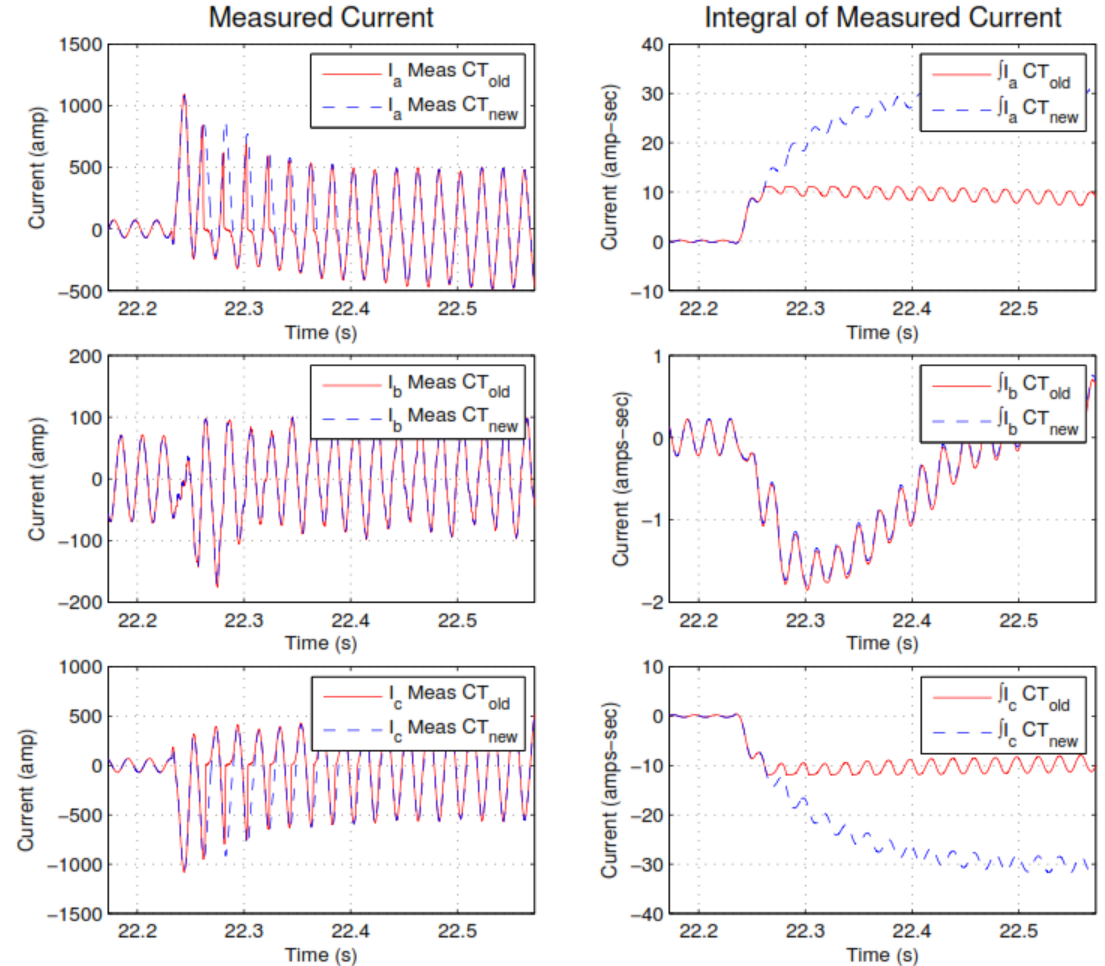 Measured Current
Integral of Measured Current
1500
1000
500
0
−500
Current (amp)
I_a Meas CT_old
I_a Meas CT_new
22.2 22.3 22.4 22.5
Time (s)
40
30
20
10
0
−10
Current (amp−sec)
∫I_a CT_old
∫I_a CT_new
22.2 22.3 22.4 22.5
Time (s)
200
100
0
−100
−200
Current (amp)
I_b Meas CT_old
I_b Meas CT_new
22.2 22.3 22.4 22.5
Time (s)
1
0
−1
−2
Current (amps−sec)
∫I_b CT_old
∫I_b CT_new
22.2 22.3 22.4 22.5
Time (s)
1000
500
0
−500
−1000
−1500
Current (amp)
I_c Meas CT_old
I_c Meas CT_new
22.2 22.3 22.4 22.5
Time (s)
10
0
−10
−20
−30
−40
Current (amps−sec)
∫I_c CT_old
∫I_c CT_new
22.2 22.3 22.4 22.5
Time (s)